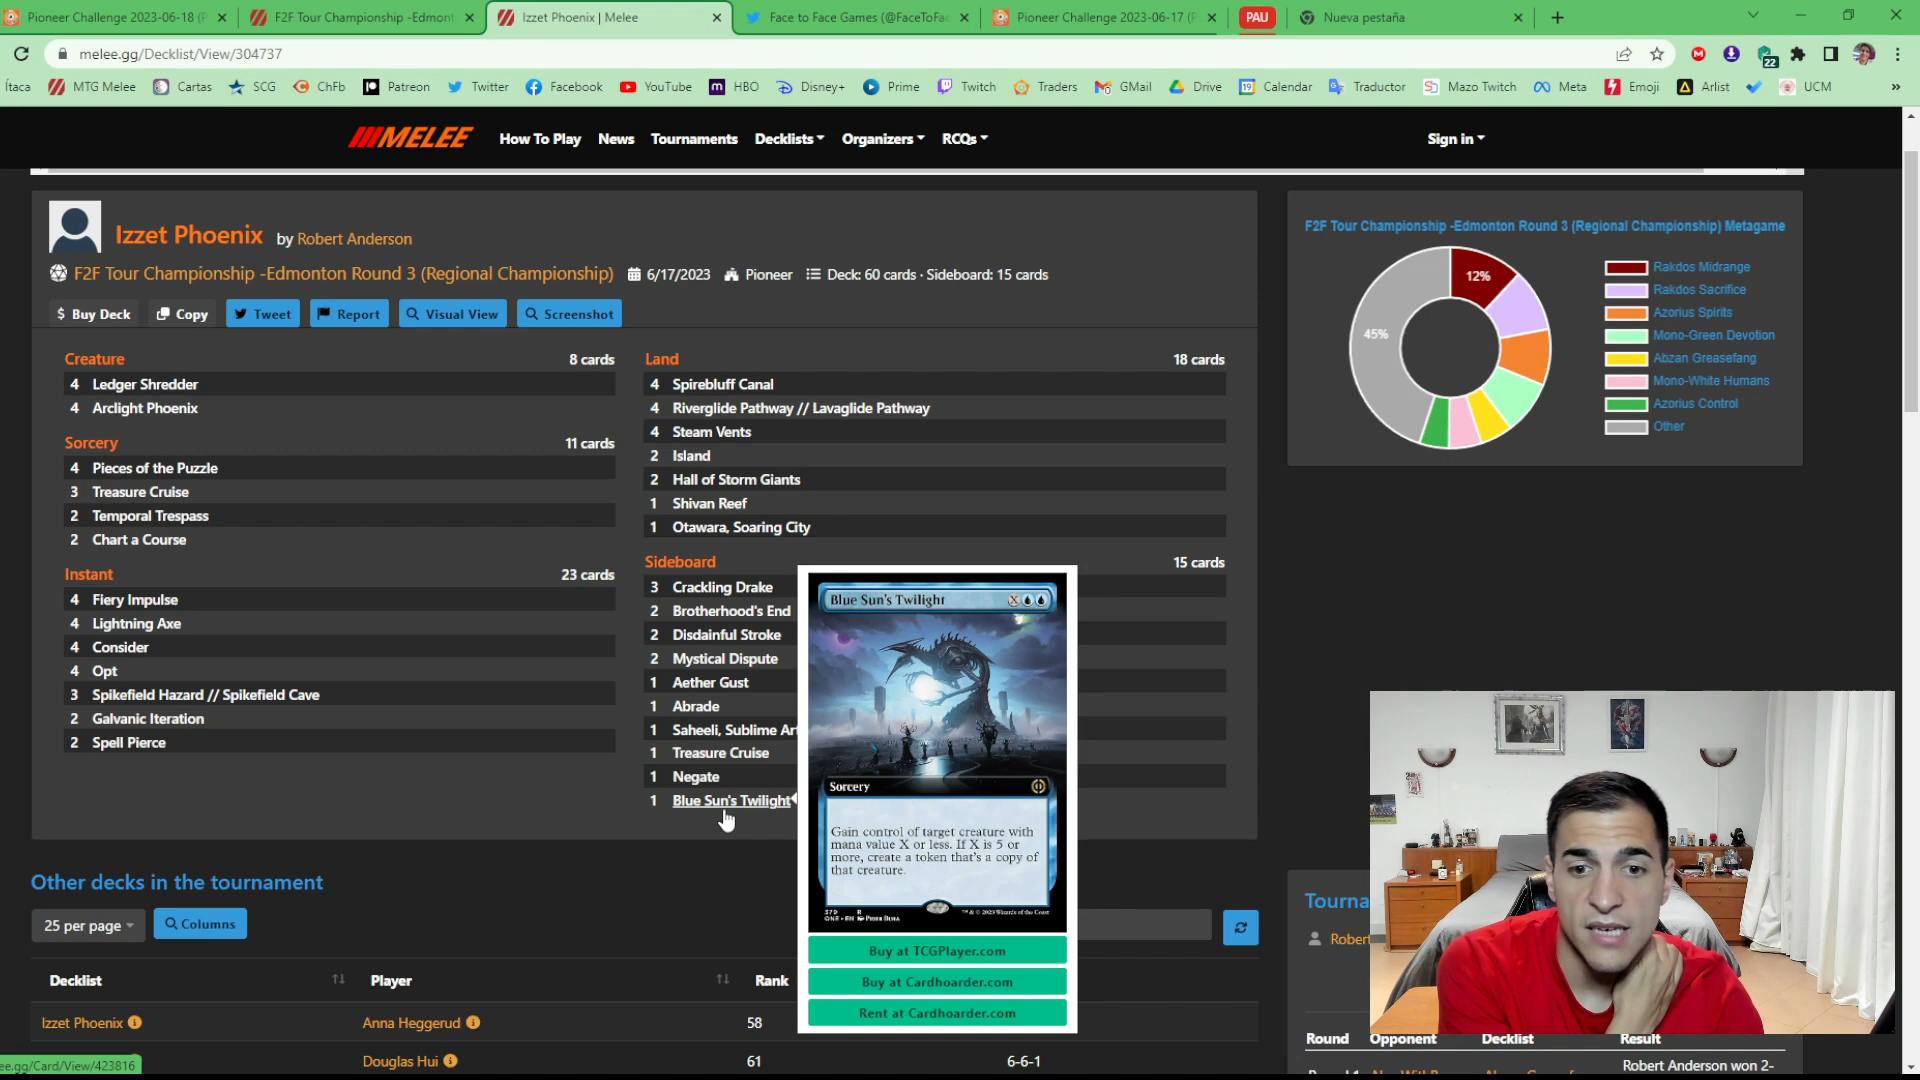 Pioneer Challenge 2023-06-18 (P
F2F Tour Championship -Edmont
Izzet Phoenix | Melee
Face to Face Games (@FaceToFac
Pioneer Challenge 2023-06-17 (P
PAU
Nueva pestaña
melee.gg/Decklist/View/304737
22
Ítaca
MTG Melee
Cartas
SCG
ChFb
Patreon
Twitter
Facebook
YouTube
HBO
Disney+
Prime
Twitch
Traders
GMail
Drive
Calendar
Traductor
Mazo Twitch
Meta
Emoji
Arlist
UCM
MELEE
How To Play
News
Tournaments
Decklists
Organizers
RCQs
Sign in
Izzet Phoenix by Robert Anderson
F2F Tour Championship -Edmonton Round 3 (Regional Championship)
6/17/2023
Pioneer
Deck: 60 cards · Sideboard: 15 cards
$ Buy Deck
Copy
Tweet
Report
Visual View
Screenshot
Creature 8 cards
4 Ledger Shredder
4 Arclight Phoenix
Sorcery 11 cards
4 Pieces of the Puzzle
3 Treasure Cruise
2 Temporal Trespass
2 Chart a Course
Instant 23 cards
4 Fiery Impulse
4 Lightning Axe
4 Consider
4 Opt
3 Spikefield Hazard // Spikefield Cave
2 Galvanic Iteration
2 Spell Pierce
Land 18 cards
4 Spirebluff Canal
4 Riverglide Pathway // Lavaglide Pathway
4 Steam Vents
2 Island
2 Hall of Storm Giants
1 Shivan Reef
1 Otawara, Soaring City
Sideboard 15 cards
3 Crackling Drake
2 Brotherhood's End
2 Disdainful Stroke
2 Mystical Dispute
1 Aether Gust
1 Abrade
1 Saheeli, Sublime Art
1 Treasure Cruise
1 Negate
1 Blue Sun's Twilight
Blue Sun's Twilight X
Sorcery
Gain control of target creature with
mana value X or less. If X is 5 or
more, create a token that's a copy of
that creature.
Buy at TCGPlayer.com
Buy at Cardhoarder.com
Rent at Cardhoarder.com
F2F Tour Championship -Edmonton Round 3 (Regional Championship) Metagame
12%
45%
Rakdos Midrange
Rakdos Sacrifice
Azorius Spirits
Mono-Green Devotion
Abzan Greasefang
Mono-White Humans
Azorius Control
Other
Other decks in the tournament
25 per page
Columns
Decklist
Player
Rank
Izzet Phoenix
Anna Heggerud
58
Douglas Hui
61
6-6-1
ee.gg/Card/View/423816
Tourna
Robert
Round
Opponent
Decklist
Result
Robert Anderson won 2-